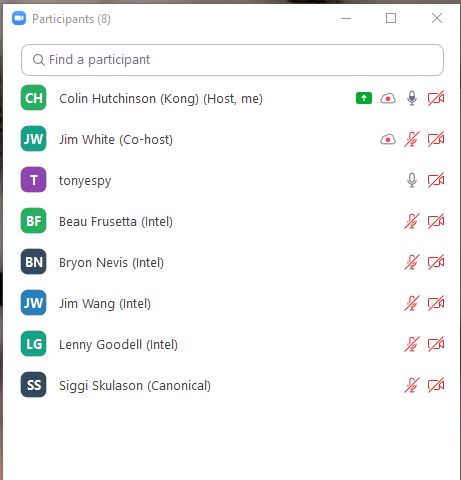 Participants (8)
Find a participant
CH Colin Hutchinson (Kong) (Host, me)
JW Jim White (Co-host)
T tonyespy
BF Beau Frusetta (Intel)
BN Bryon Nevis (Intel)
JW Jim Wang (Intel)
LG Lenny Goodell (Intel)
SS Siggi Skulason (Canonical)